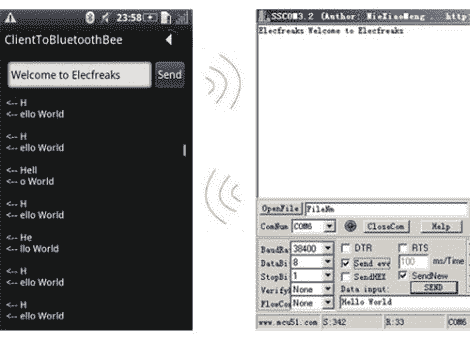 23:58
ClientToBluetoothBee
Welcome to Elecfreaks
Send
<-- H
<-- ello World
<-- H
<-- ello World
<-- Hell
<-- o World
<-- H
<-- ello World
<-- He
<-- llo World
<-- H
<-- ello World
<-- H
<-- ello World
SSCOM3.2 (Author: NieXiaoMeng . http
Elecfreaks Welcome to Elecfreaks
OpenFile FileNm
ComNum COM6 CloseCom Help
BaudRa 38400 DTR RTS
DataBi 8 Send eve 100 ms/Time
StopBi 1 SendHEX SendNew
Verify None Data input: SEND
FlowCon None Hello World
www.mcu51.com S:342 R:33 COM6